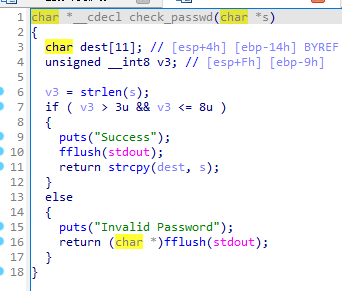 1 char *__cdecl check_passwd(char *s)
2 {
3 char dest[11]; // [esp+4h] [ebp-14h] BYREF
4 unsigned __int8 v3; // [esp+Fh] [ebp-9h]
5
6 v3 = strlen(s);
7 if ( v3 > 3u && v3 <= 8u )
8 {
9 puts("Success");
10 fflush(stdout);
11 return strcpy(dest, s);
12 }
13 else
14 {
15 puts("Invalid Password");
16 return (char *)fflush(stdout);
17 }
18 }